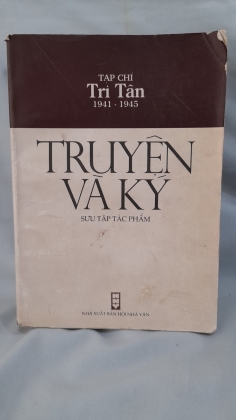 TẠP CHÍ
Tri Tân
1941 - 1945
TRUYỆN
VÀ KÝ
SƯU TẬP TÁC PHẨM
NHÀ XUẤT BẢN HỘI NHÀ VĂN